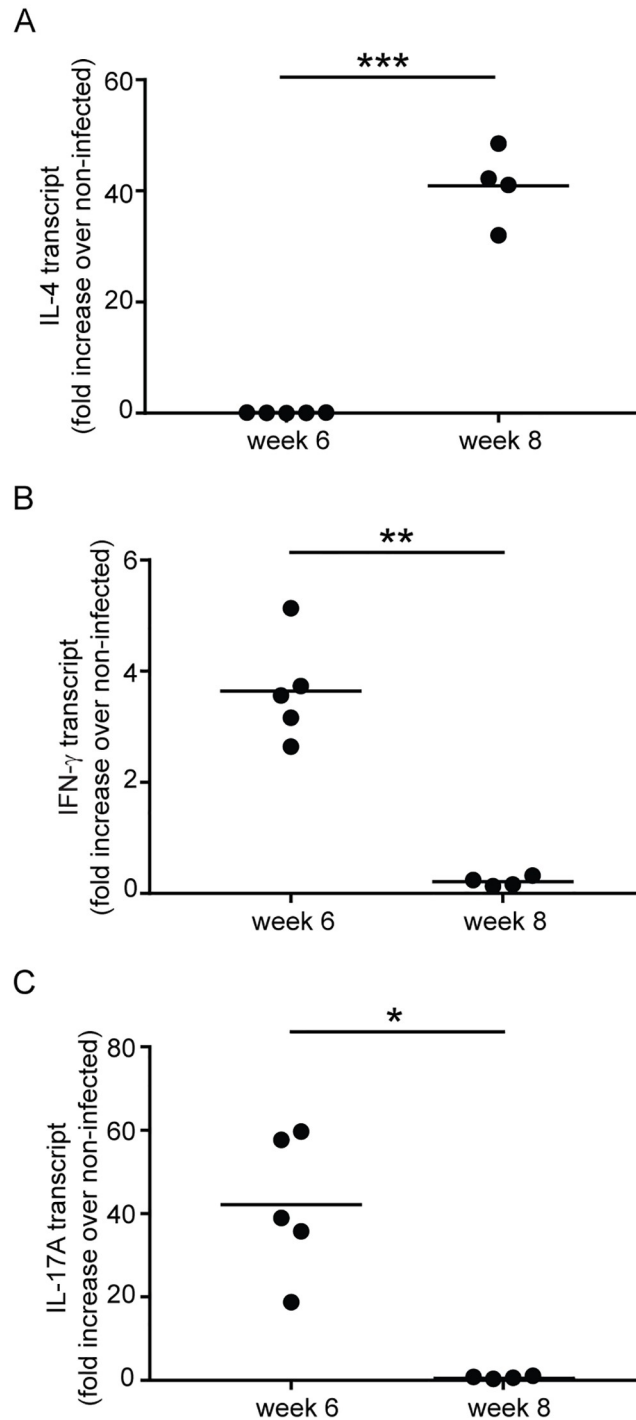 A
***
IL-4 transcript
(fold increase over non-infected)
60
40
20
0
week 6 week 8
B
**
IFN-γ transcript
(fold increase over non-infected)
6
4
2
0
week 6 week 8
C
*
IL-17A transcript
(fold increase over non-infected)
80
60
40
20
0
week 6 week 8